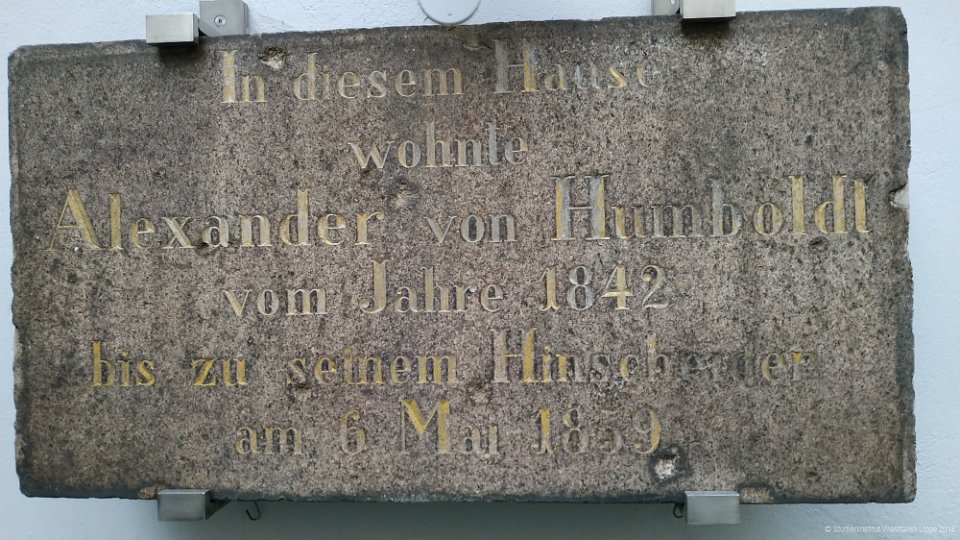 In diesem Hause
wohnte
Alexander von Humboldt
vom Jahre 1842
bis zu seinem Hinscheiden
am 6 Mai 1859
© Studieninstitut Westfalen-Lippe 2018